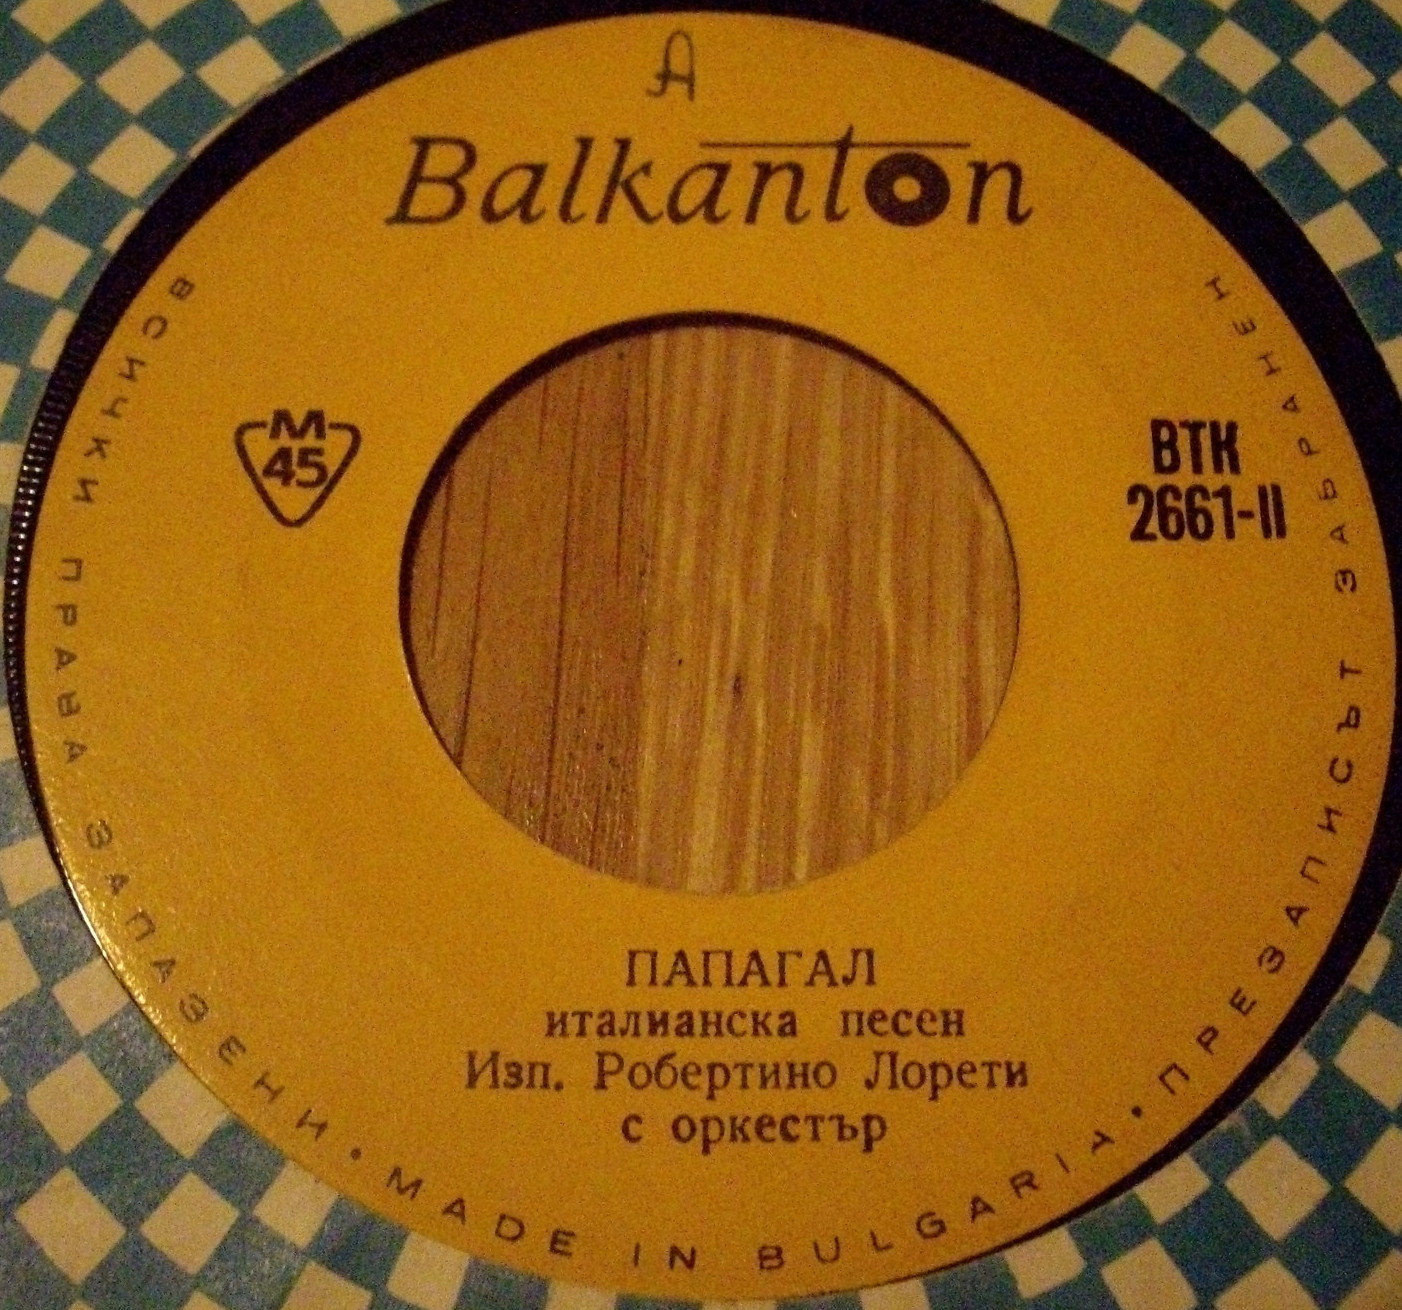 A
Balkanton
М
45
ВТК
2661-II
ПАПАГАЛ
италианска песен
Изп. Робертино Лорети
с оркестър
ВСИЧКИ ПРАВА ЗАПАЗЕНИ • MADE IN BULGARIA • ПРЕЗАПИСЪТ ЗАБРАНЕН